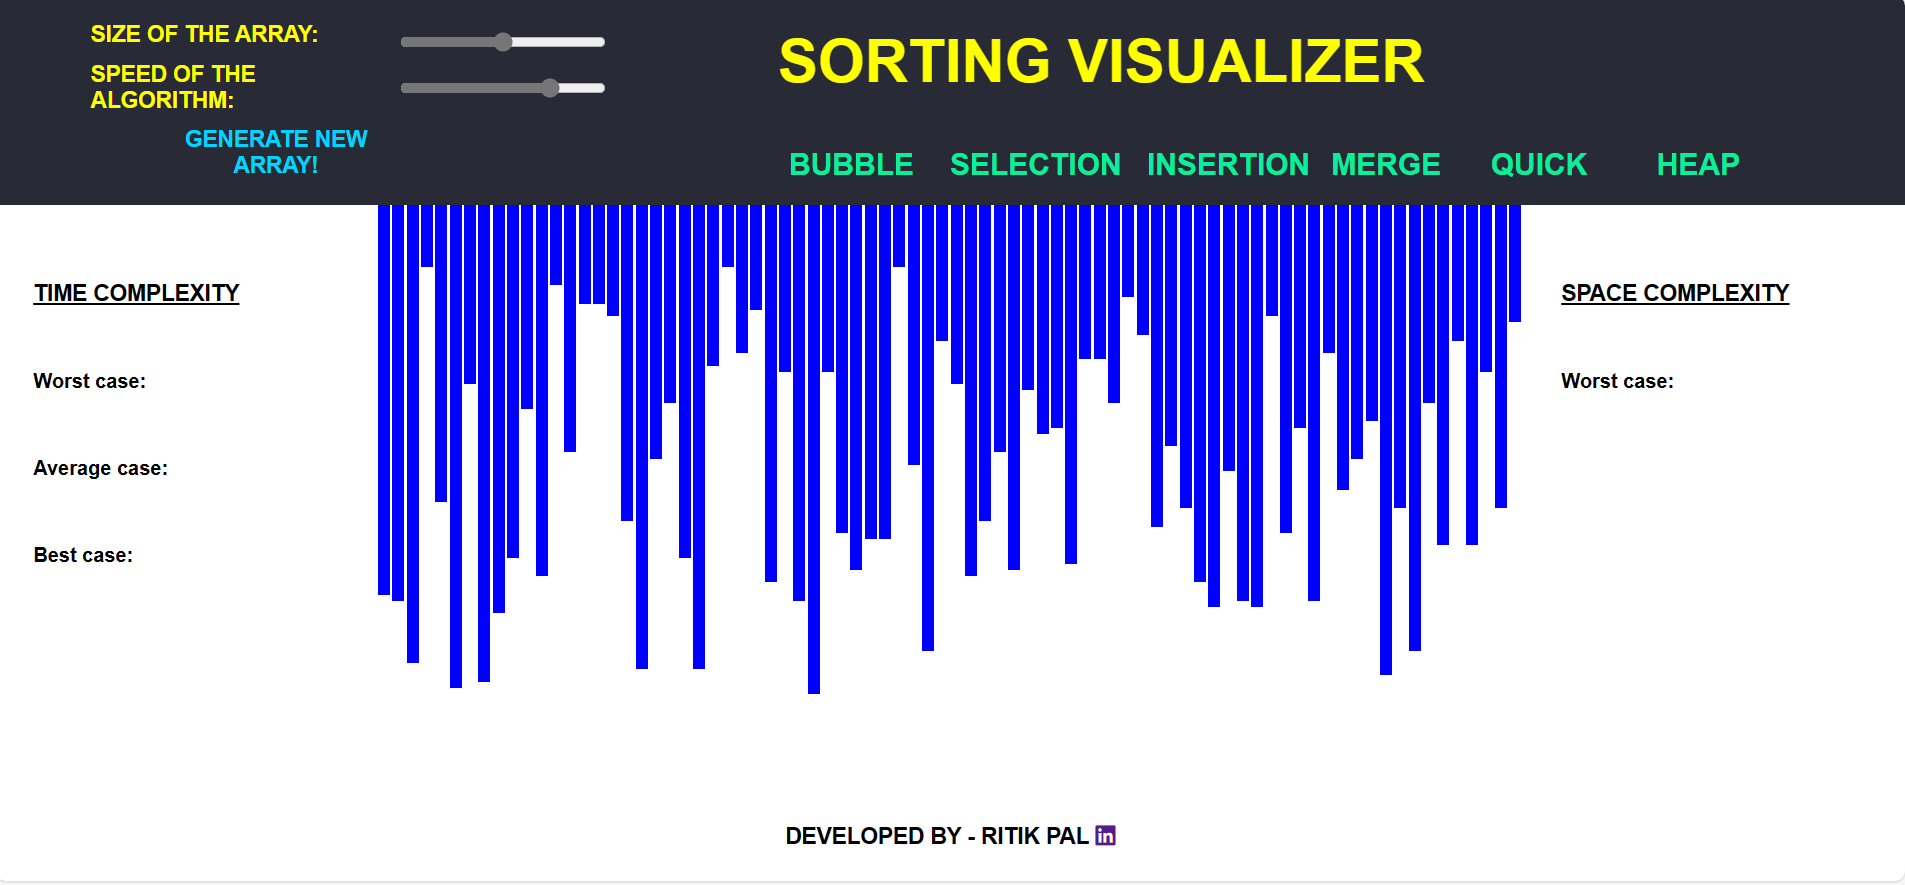 SIZE OF THE ARRAY:
SPEED OF THE
ALGORITHM:
GENERATE NEW
ARRAY!
SORTING VISUALIZER
BUBBLE SELECTION INSERTION MERGE QUICK HEAP
TIME COMPLEXITY
Worst case:
Average case:
Best case:
SPACE COMPLEXITY
Worst case:
DEVELOPED BY - RITIK PAL in